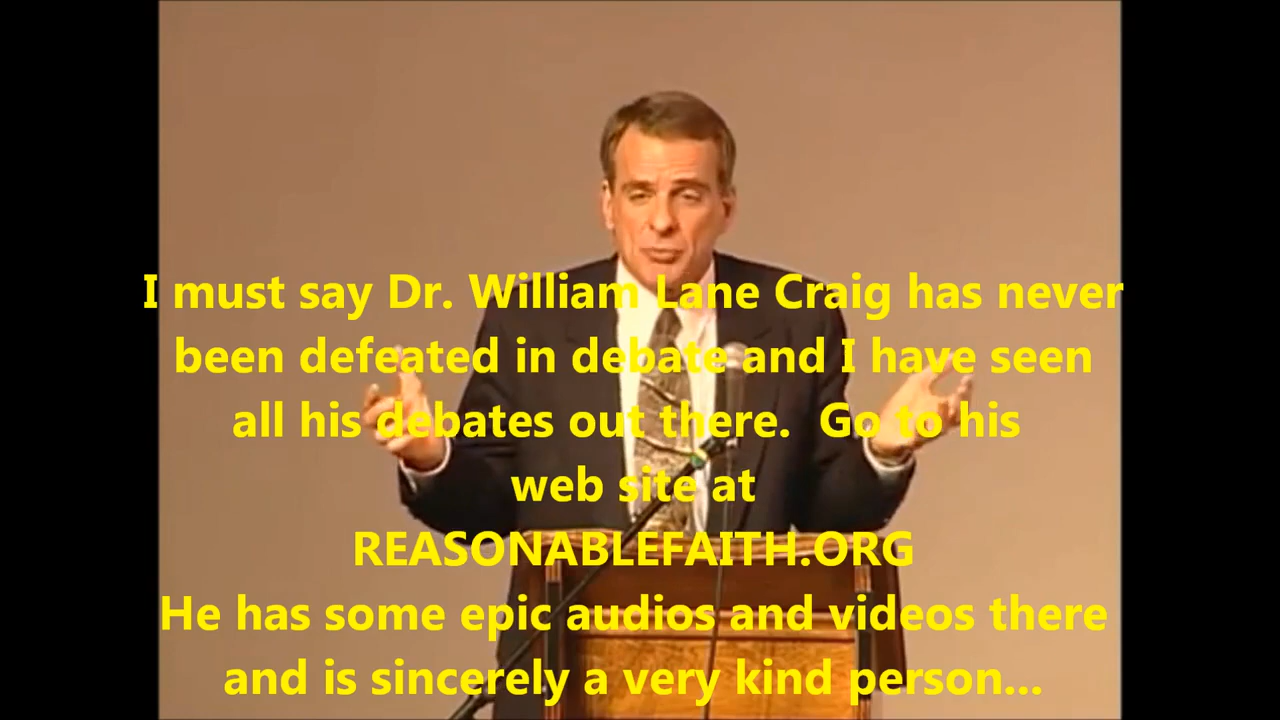 I must say Dr. William Lane Craig has never
been defeated in debate and I have seen
all his debates out there.  Go to his
web site at
REASONABLEFAITH.ORG
He has some epic audios and videos there
and is sincerely a very kind person...